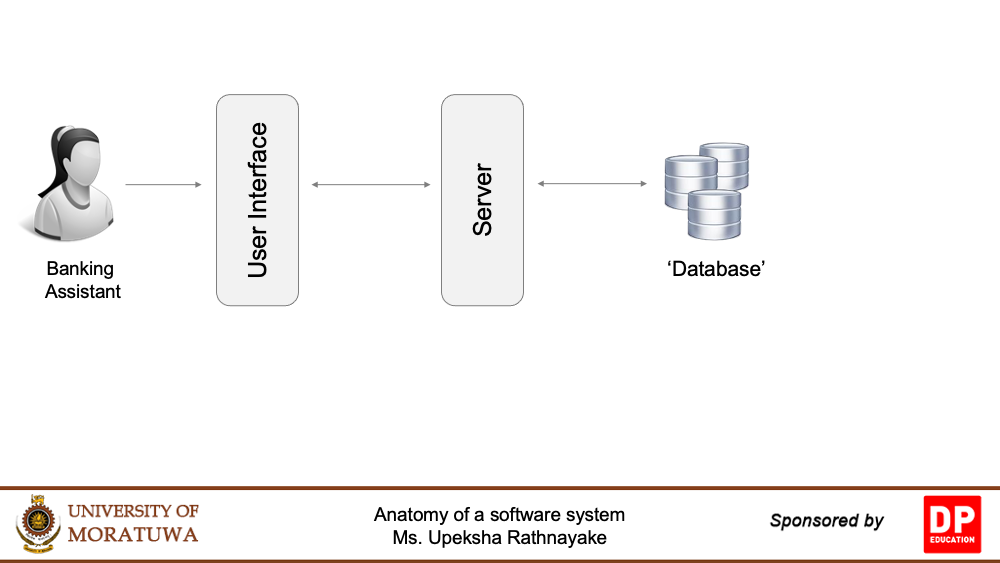 User Interface
Server
Banking
Assistant
‘Database’
UNIVERSITY OF
MORATUWA
Anatomy of a software system
Ms. Upeksha Rathnayake
Sponsored by
DP
EDUCATION